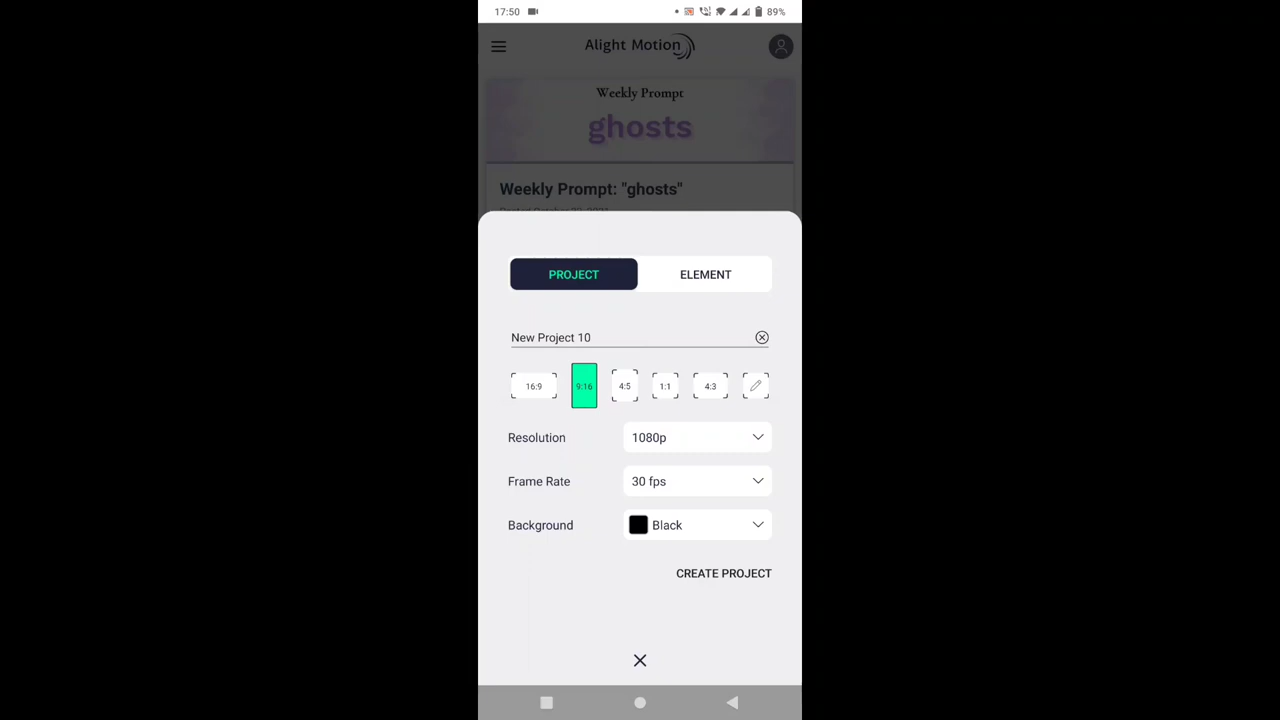 17:50
89%
Alight Motion
Weekly Prompt
ghosts
Weekly Prompt: "ghosts"
PROJECT
ELEMENT
New Project 10
16:9
9:16
4:5
1:1
4:3
Resolution
1080p
Frame Rate
30 fps
Background
Black
CREATE PROJECT